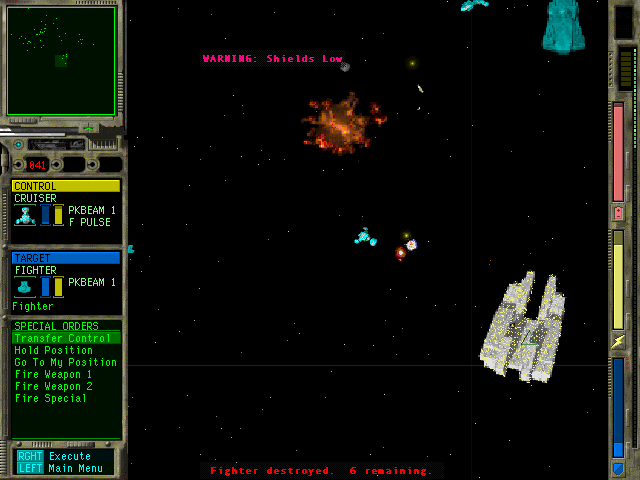 WARNING: Shields Low
041
CONTROL
CRUISER
PKBEAM 1
F PULSE
TARGET
FIGHTER
PKBEAM 1
Fighter
SPECIAL ORDERS
Transfer Control
Hold Position
Go To My Position
Fire Weapon 1
Fire Weapon 2
Fire Special
RGHT Execute
LEFT Main Menu
Fighter destroyed. 6 remaining.